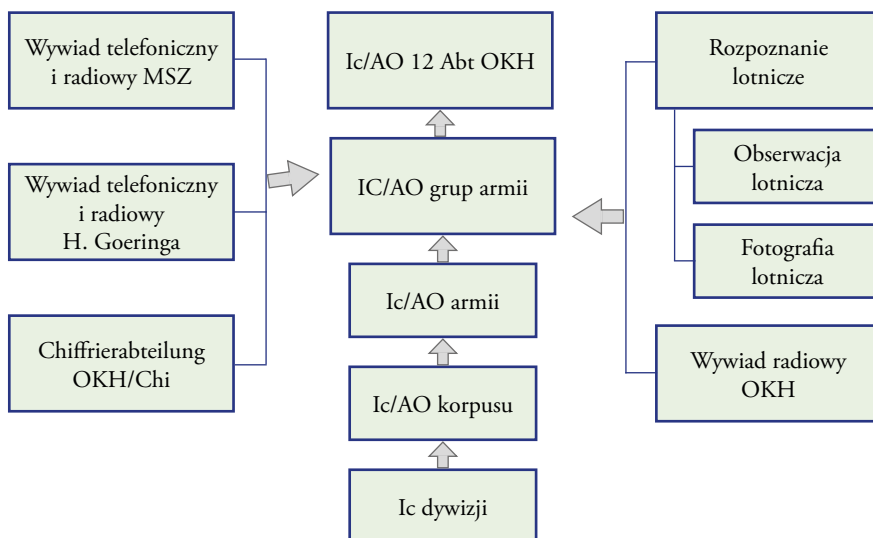 Wywiad telefoniczny
i radiowy MSZ
Wywiad telefoniczny
i radiowy
H. Goeringa
Chiffrierabteilung
OKH/Chi
Ic/AO 12 Abt OKH
IC/AO grup armii
Ic/AO armii
Ic/AO korpusu
Ic dywizji
Rozpoznanie
lotnicze
Obserwacja
lotnicza
Fotografia
lotnicza
Wywiad radiowy
OKH